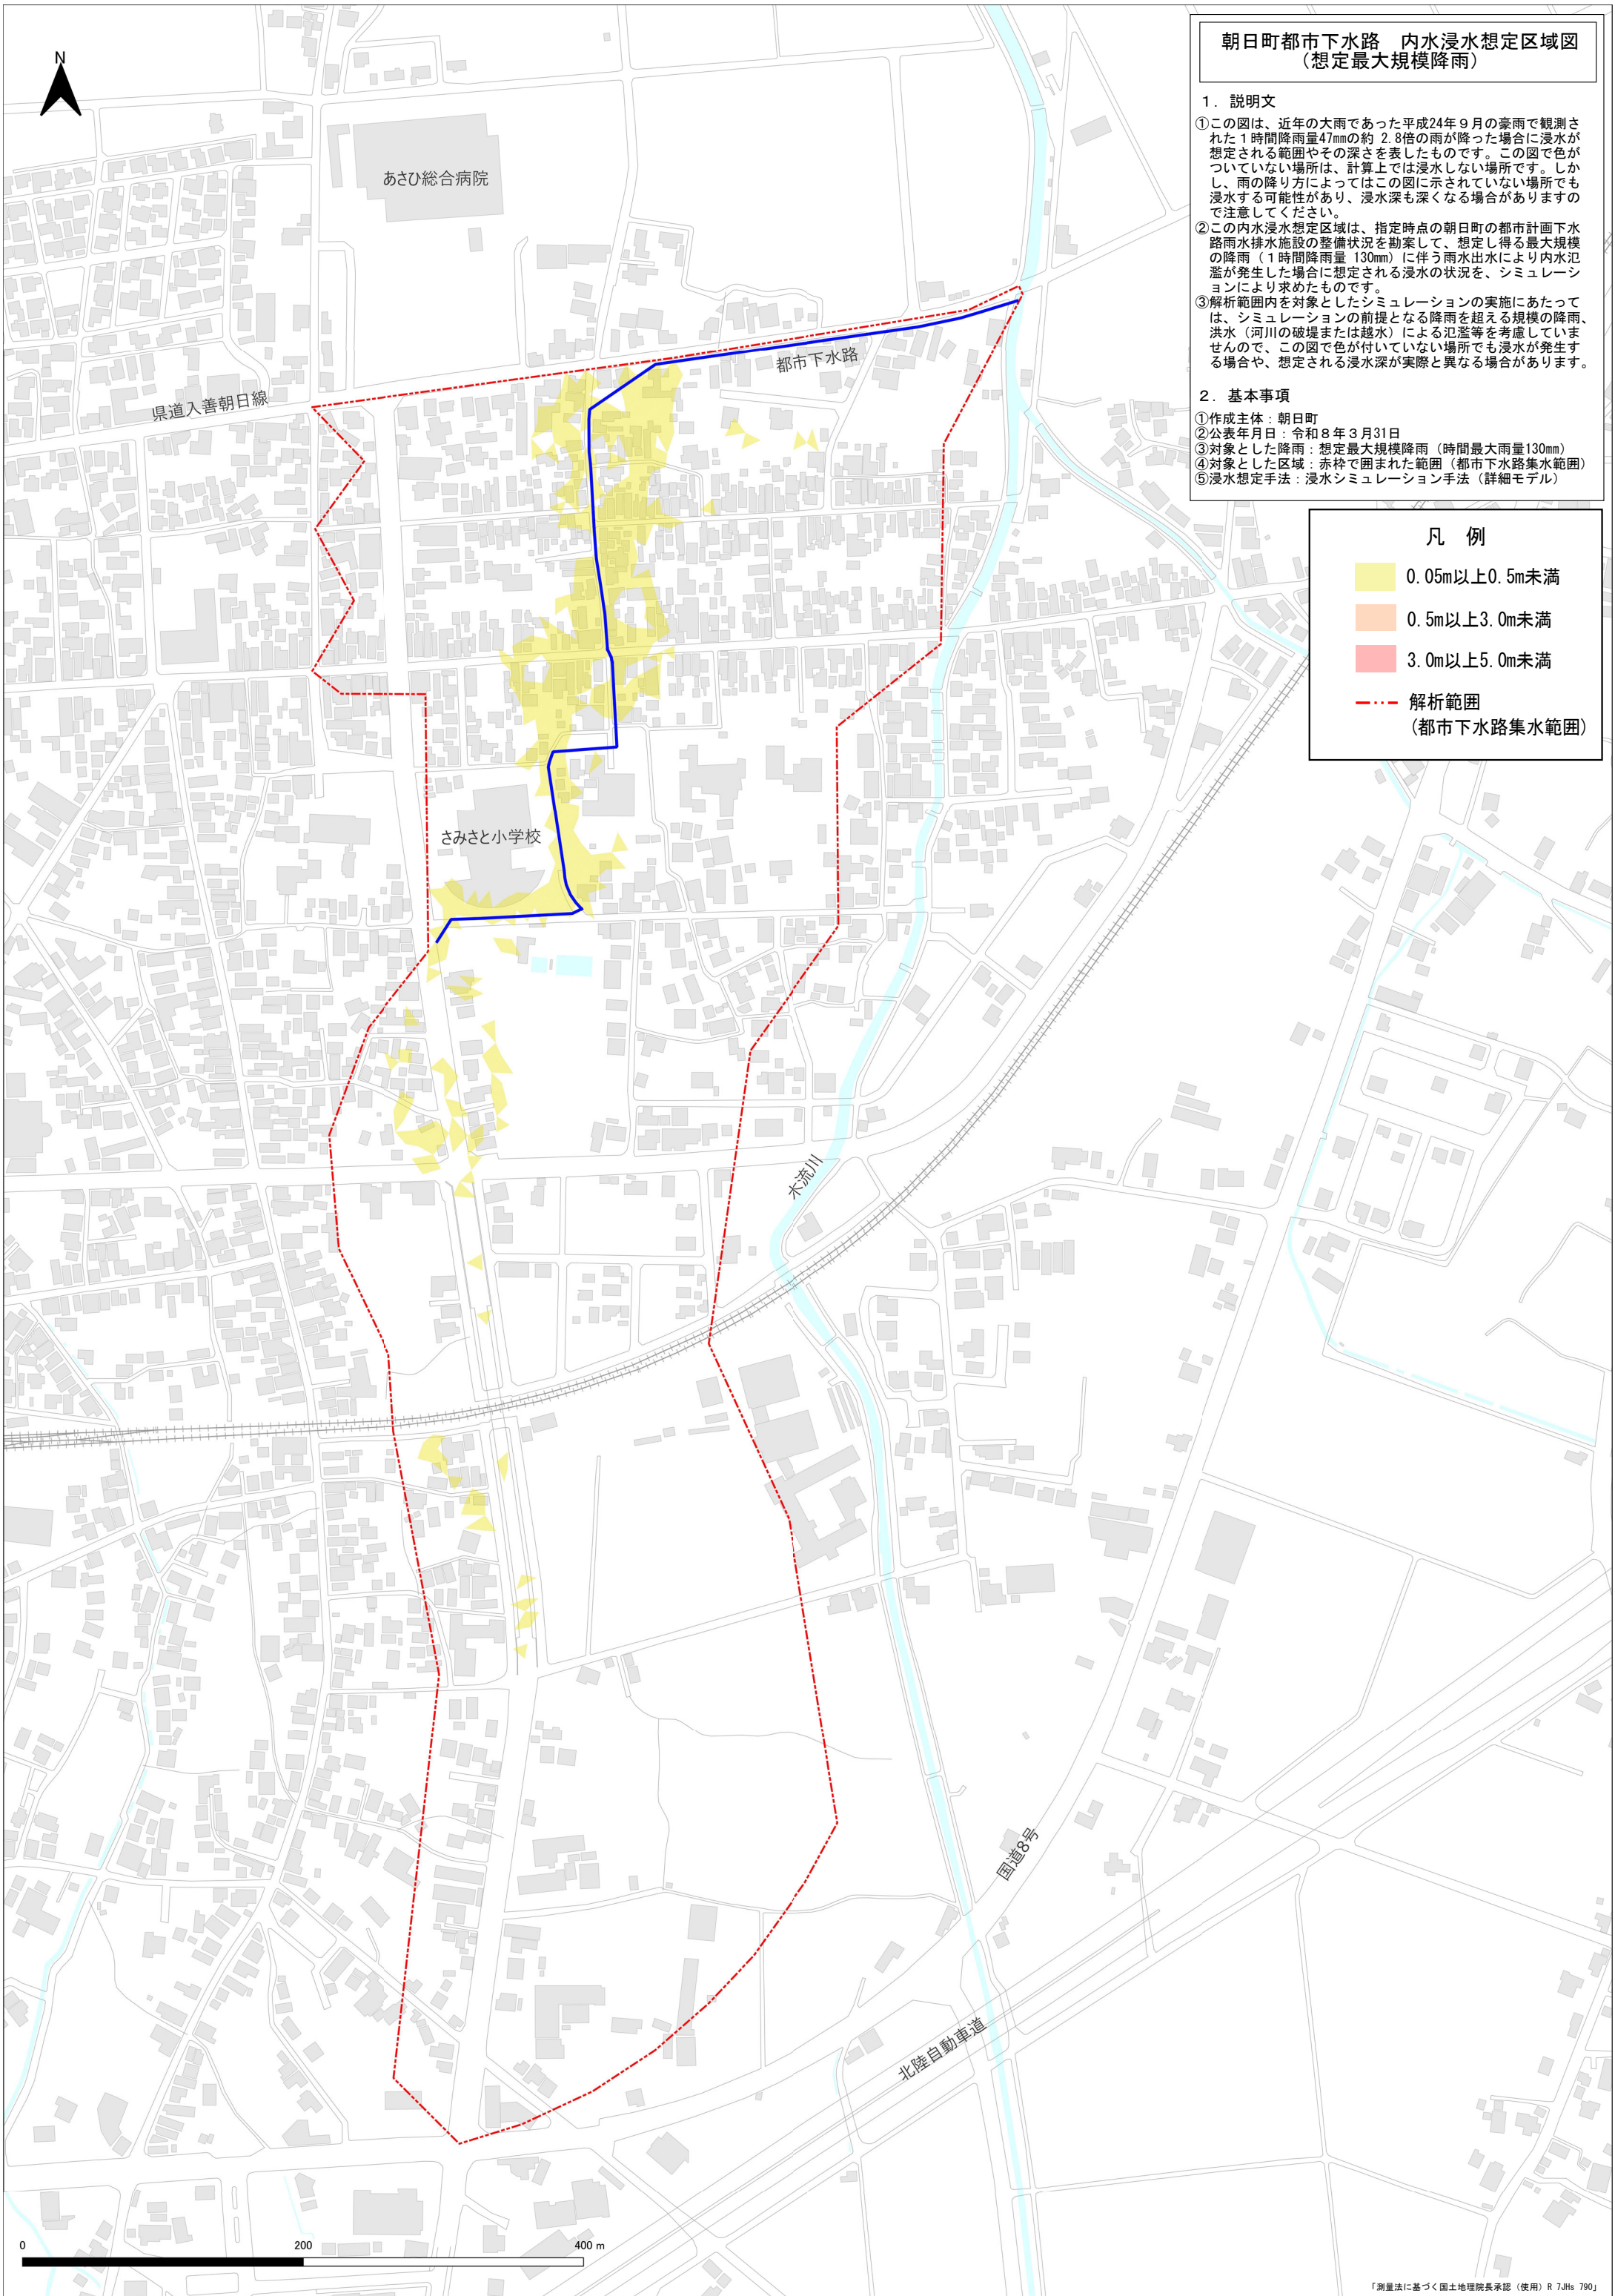 朝日町都市下水路　内水浸水想定区域図
（想定最大規模降雨）
1．説明文
①この図は、近年の大雨であった平成24年９月の豪雨で観測さ
れた１時間降雨量47㎜の約 2.8倍の雨が降った場合に浸水が
想定される範囲やその深さを表したものです。この図で色が
ついていない場所は、計算上では浸水しない場所です。しか
し、雨の降り方によってはこの図に示されていない場所でも
浸水する可能性があり、浸水深も深くなる場合がありますの
で注意してください。
②この内水浸水想定区域は、指定時点の朝日町の都市計画下水
路雨水排水施設の整備状況を勘案して、想定し得る最大規模
の降雨（１時間降雨量 130㎜）に伴う雨水出水により内水氾
濫が発生した場合に想定される浸水の状況を、シミュレーシ
ョンにより求めたものです。
③解析範囲内を対象としたシミュレーションの実施にあたって
は、シミュレーションの前提となる降雨を超える規模の降雨、
洪水（河川の破堤または越水）による氾濫等を考慮していま
せんので、この図で色が付いていない場所でも浸水が発生す
る場合や、想定される浸水深が実際と異なる場合があります。
2．基本事項
①作成主体：朝日町
②公表年月日：令和８年３月31日
③対象とした降雨：想定最大規模降雨（時間最大雨量130㎜）
④対象とした区域：赤枠で囲まれた範囲（都市下水路集水範囲）
⑤浸水想定手法：浸水シミュレーション手法（詳細モデル）
凡　例
0.05m以上0.5m未満
0.5m以上3.0m未満
3.0m以上5.0m未満
解析範囲
(都市下水路集水範囲)
N
あさひ総合病院
都市下水路
県道入善朝日線
さみさと小学校
木流川
国道8号
北陸自動車道
0
200
400 m
「測量法に基づく国土地理院長承認（使用）R 7JHs 790」